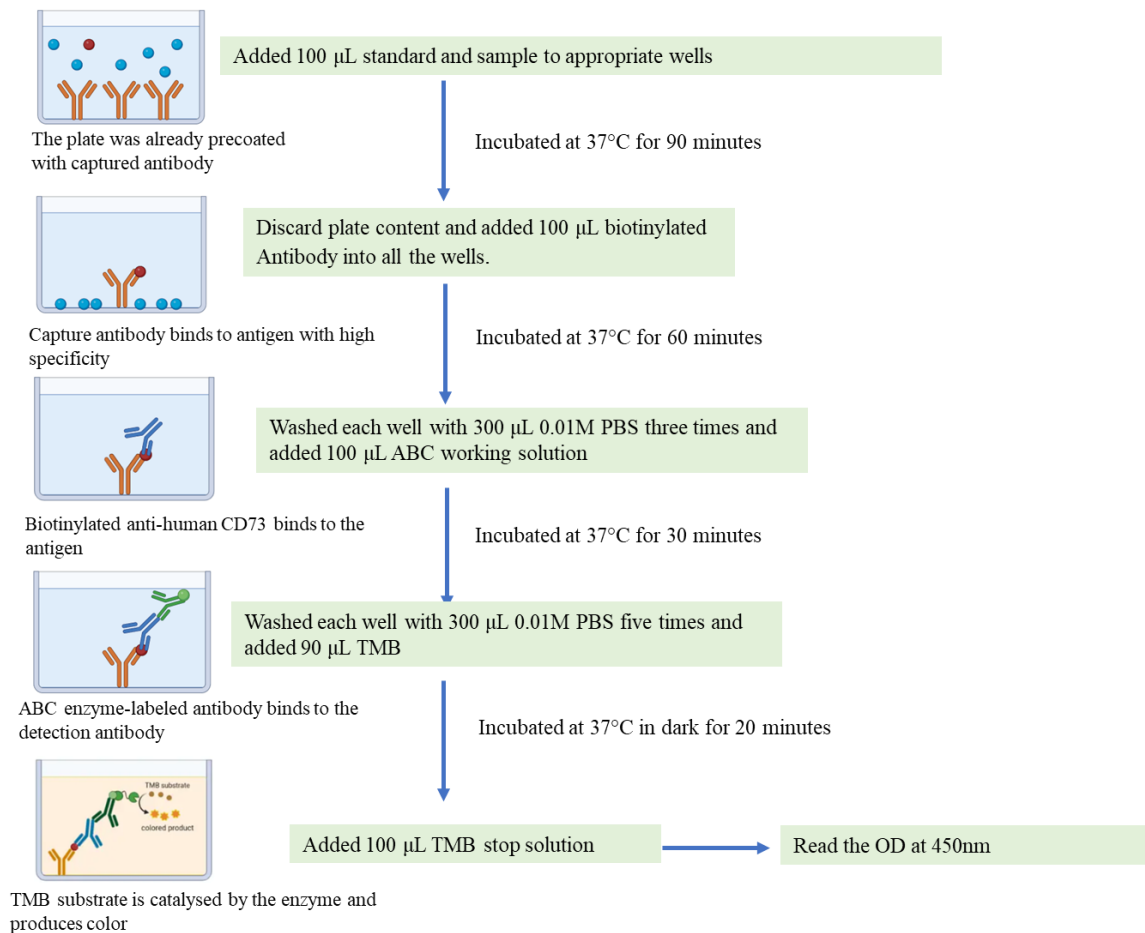 Added 100 μL standard and sample to appropriate wells
The plate was already precoated
with captured antibody
Incubated at 37°C for 90 minutes
Discard plate content and added 100 μL biotinylated
Antibody into all the wells.
Capture antibody binds to antigen with high
specificity
Incubated at 37°C for 60 minutes
Washed each well with 300 μL 0.01M PBS three times and
added 100 μL ABC working solution
Biotinylated anti-human CD73 binds to the
antigen
Incubated at 37°C for 30 minutes
Washed each well with 300 μL 0.01M PBS five times and
added 90 μL TMB
ABC enzyme-labeled antibody binds to the
detection antibody
Incubated at 37°C in dark for 20 minutes
TMB substrate
colored product
Added 100 μL TMB stop solution
Read the OD at 450nm
TMB substrate is catalysed by the enzyme and
produces color